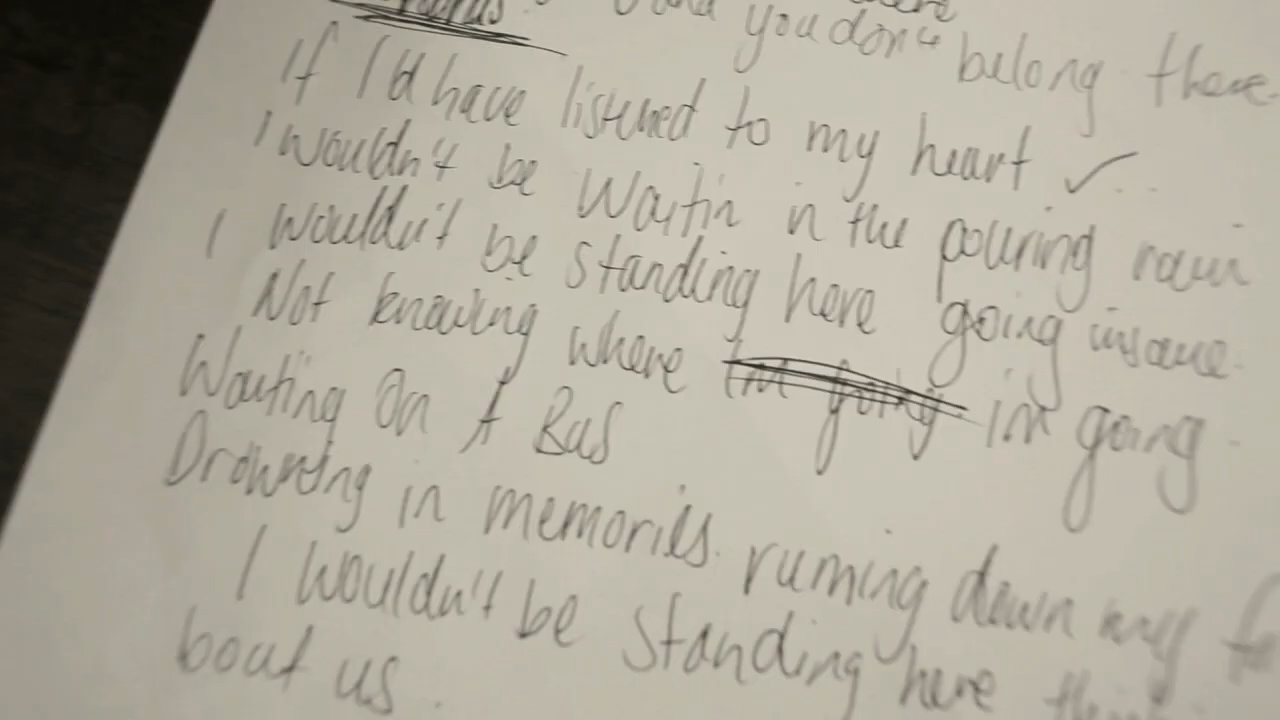 you don't belong there.
If I'd have listened to my heart ✓..
I wouldn't be Waitin in the pouring rain
I wouldn't be standing here going insane.
Not knowing where I'm going im going.
Waiting On A Bus
Drowning in memories. running down my
I wouldn't be standing here
bout us.